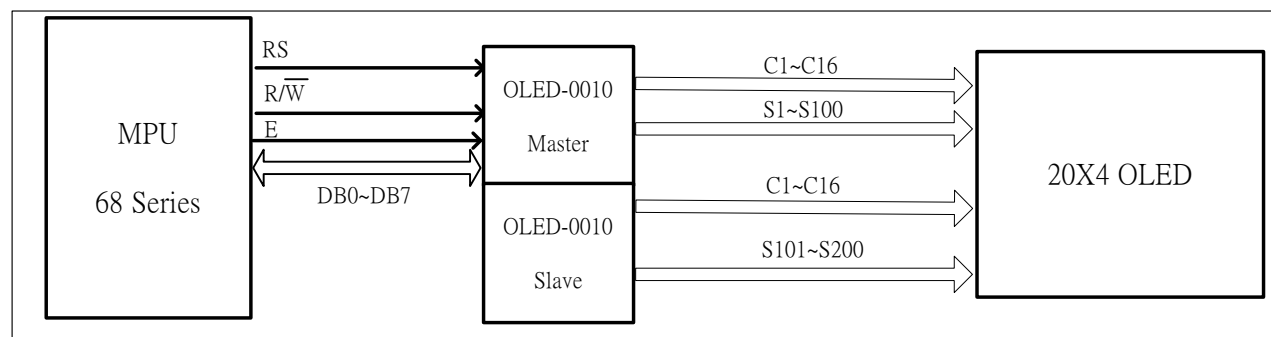 MPU
68 Series
RS
R/W̅
E
DB0~DB7
OLED-0010
Master
OLED-0010
Slave
C1~C16
S1~S100
C1~C16
S101~S200
20X4 OLED